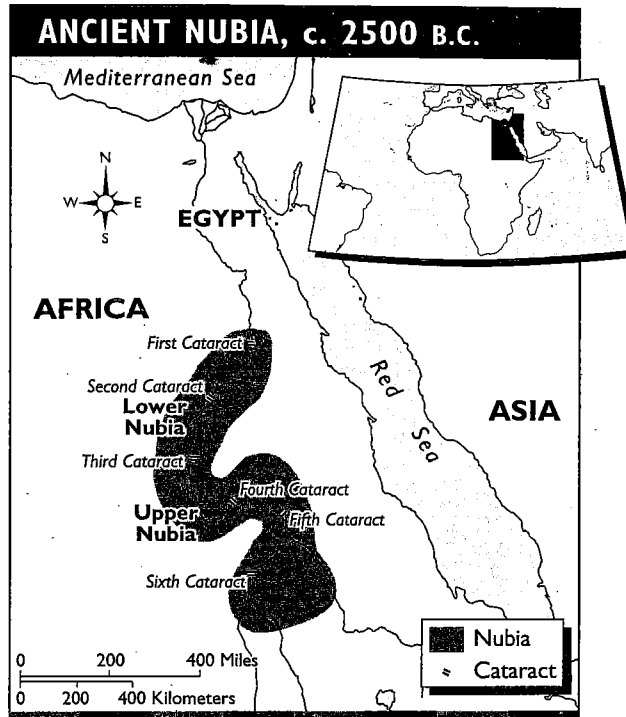 ANCIENT NUBIA, c. 2500 B.C.
Mediterranean Sea
N
W E
S
EGYPT
AFRICA
First Cataract
Second Cataract
Lower
Nubia
Red
Sea
ASIA
Third Cataract
Fourth Cataract
Upper
Nubia
Fifth Cataract
Sixth Cataract
Nubia
Cataract
0 200 400 Miles
0 200 400 Kilometers